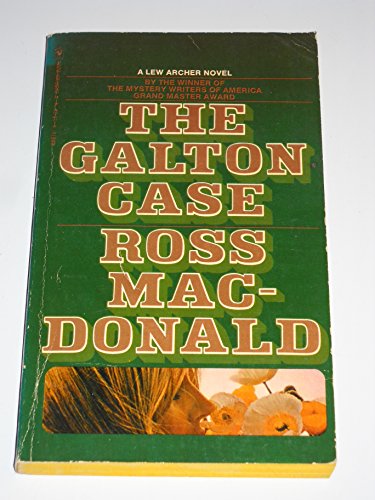 A LEW ARCHER NOVEL
BY THE WINNER OF
THE MYSTERY WRITERS OF AMERICA
GRAND MASTER AWARD
THE
GALTON
CASE
ROSS
MAC-
DONALD